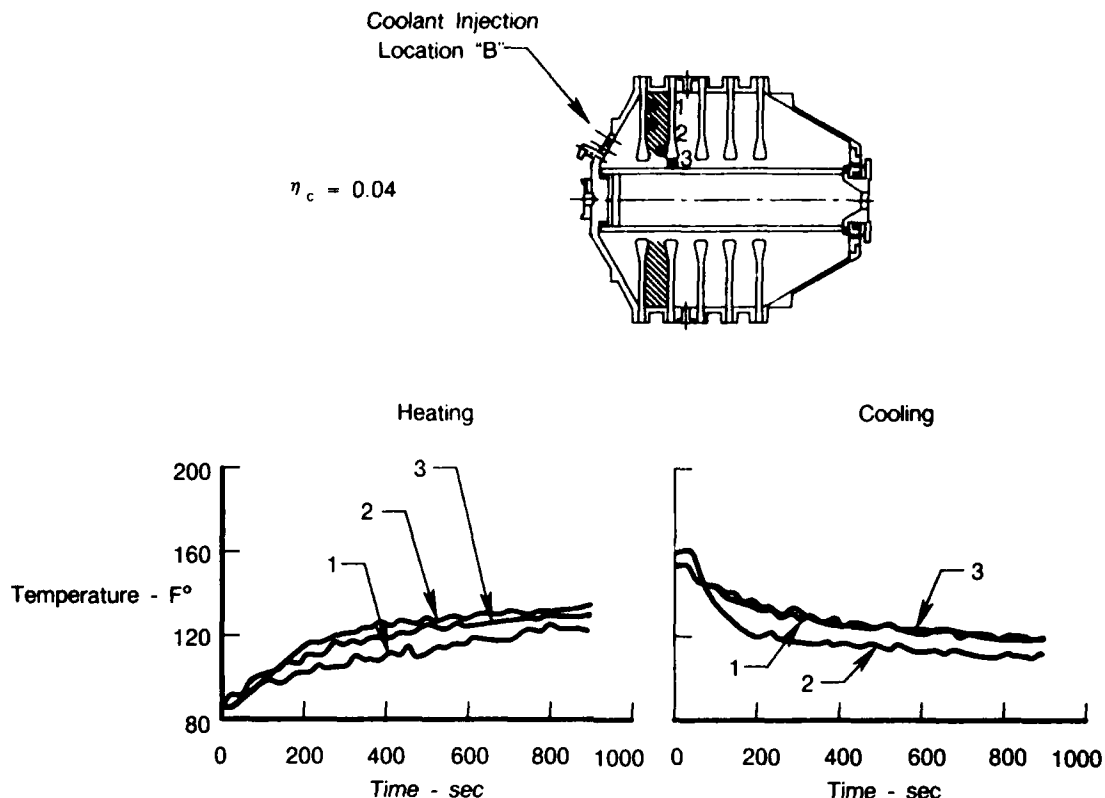 Coolant Injection
Location "B"
η c = 0.04
1
2
3
Heating
Cooling
200
160
120
80
Temperature - F°
1
2
3
0 200 400 600 800 1000
Time - sec
1
2
3
0 200 400 600 800 1000
Time - sec